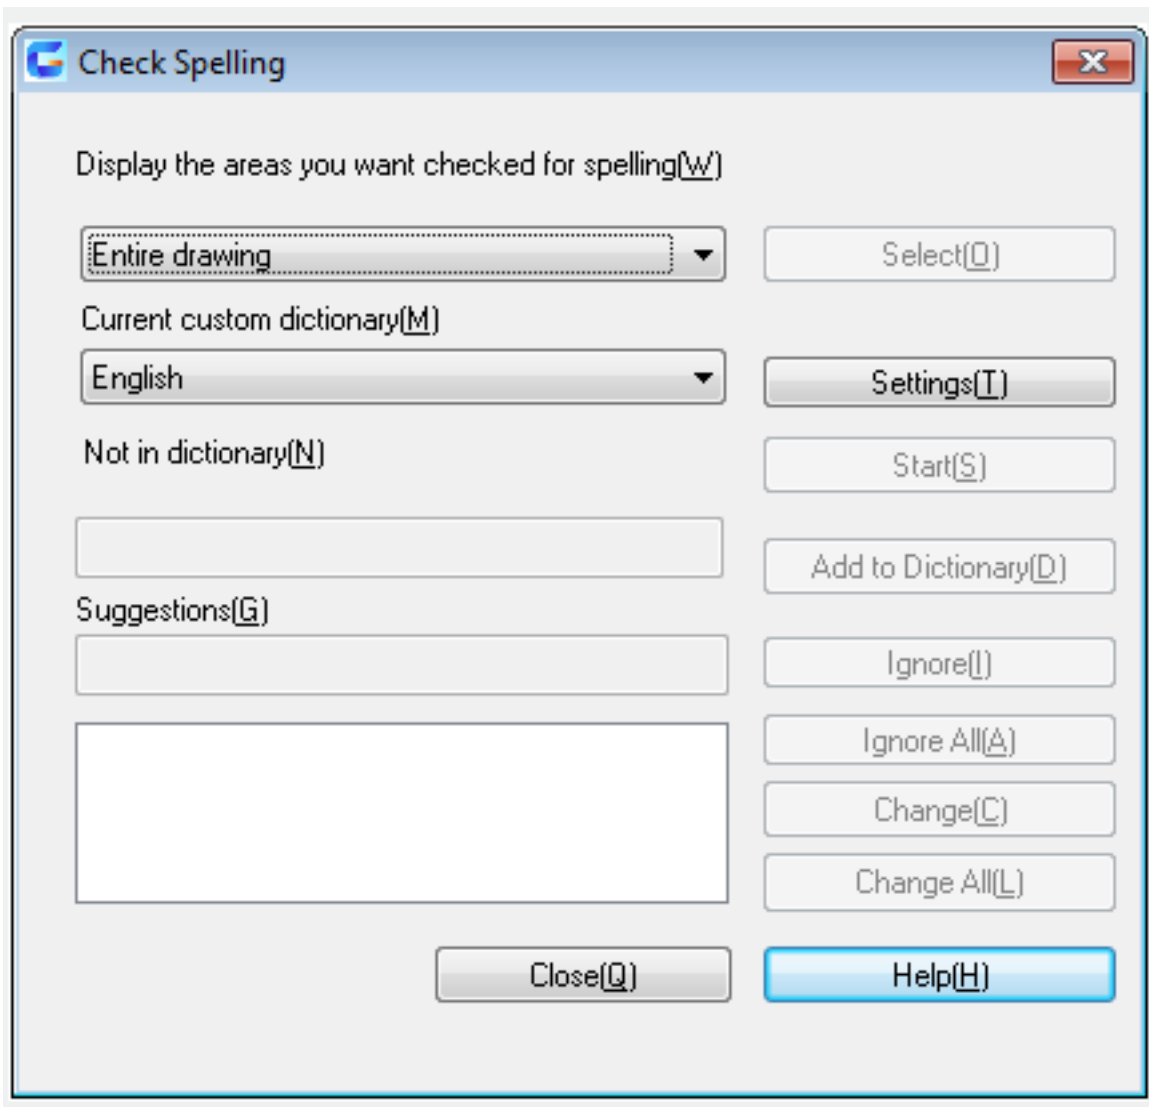 Check Spelling
Display the areas you want checked for spelling(W)
Entire drawing
Select(O)
Current custom dictionary(M)
English
Settings(T)
Not in dictionary(N)
Start(S)
Add to Dictionary(D)
Suggestions(G)
Ignore(I)
Ignore All(A)
Change(C)
Change All(L)
Close(Q)
Help(H)